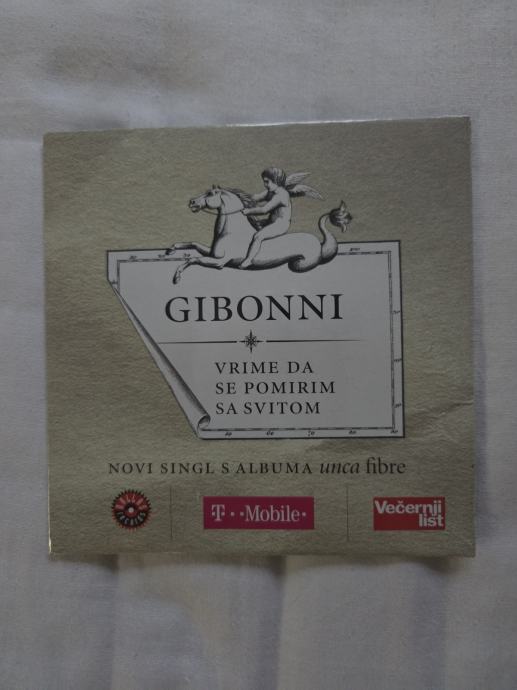 GIBONNI
VRIME DA
SE POMIRIM
SA SVITOM
NOVI SINGL S ALBUMA unca fibre
T··Mobile·
Večernji
list